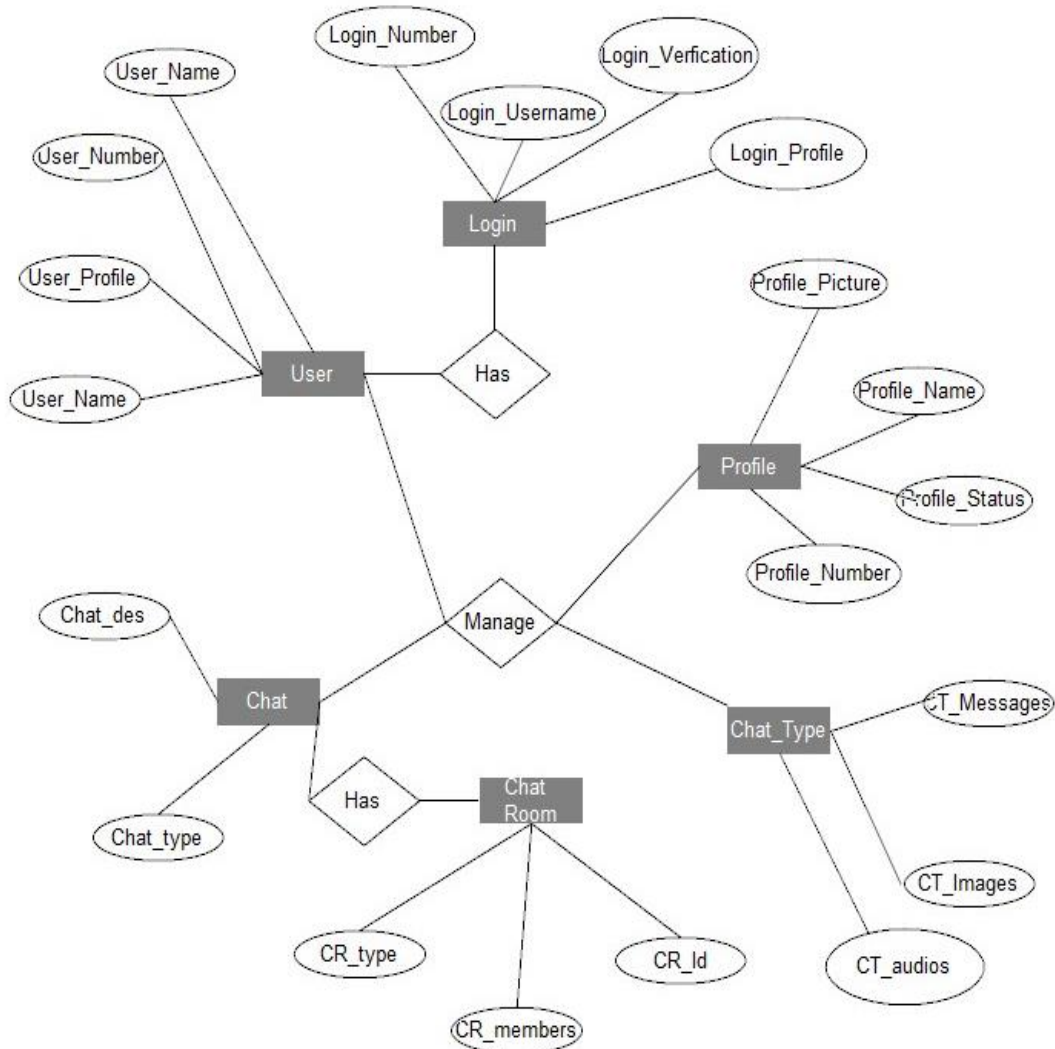 Login_Number
Login_Verfication
User_Name
Login_Username
User_Number
Login_Profile
Login
User_Profile
Profile_Picture
User
Has
User_Name
Profile_Name
Profile
Profile_Status
Profile_Number
Chat_des
Manage
Chat
CT_Messages
Chat_Type
Has
Chat
Room
Chat_type
CT_Images
CR_type
CR_Id
CT_audios
CR_members